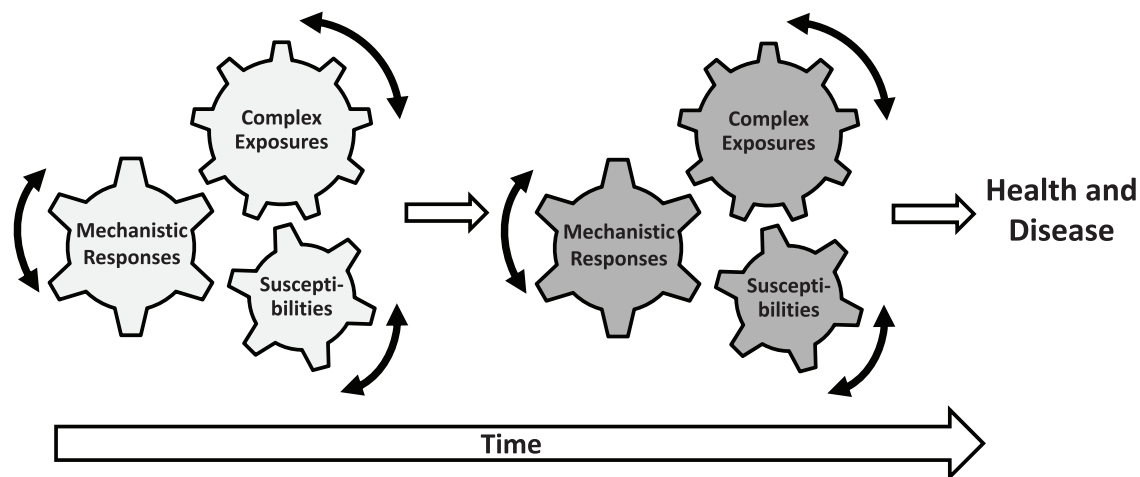 Complex
Exposures
Mechanistic
Responses
Suscepti-
bilities
Complex
Exposures
Mechanistic
Responses
Suscepti-
bilities
Health and
Disease
Time